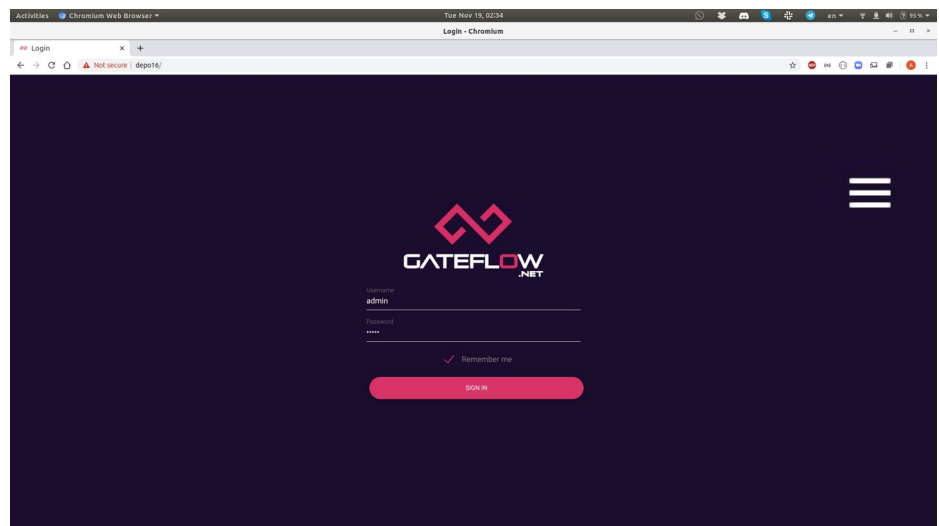 Activities Chromium Web Browser Tue Nov 19, 02:34 en 95 %
Login - Chromium
Login
Not secure | depo16/
GATEFLOW
.NET
Username
admin
Password
•••••
Remember me
SIGN IN